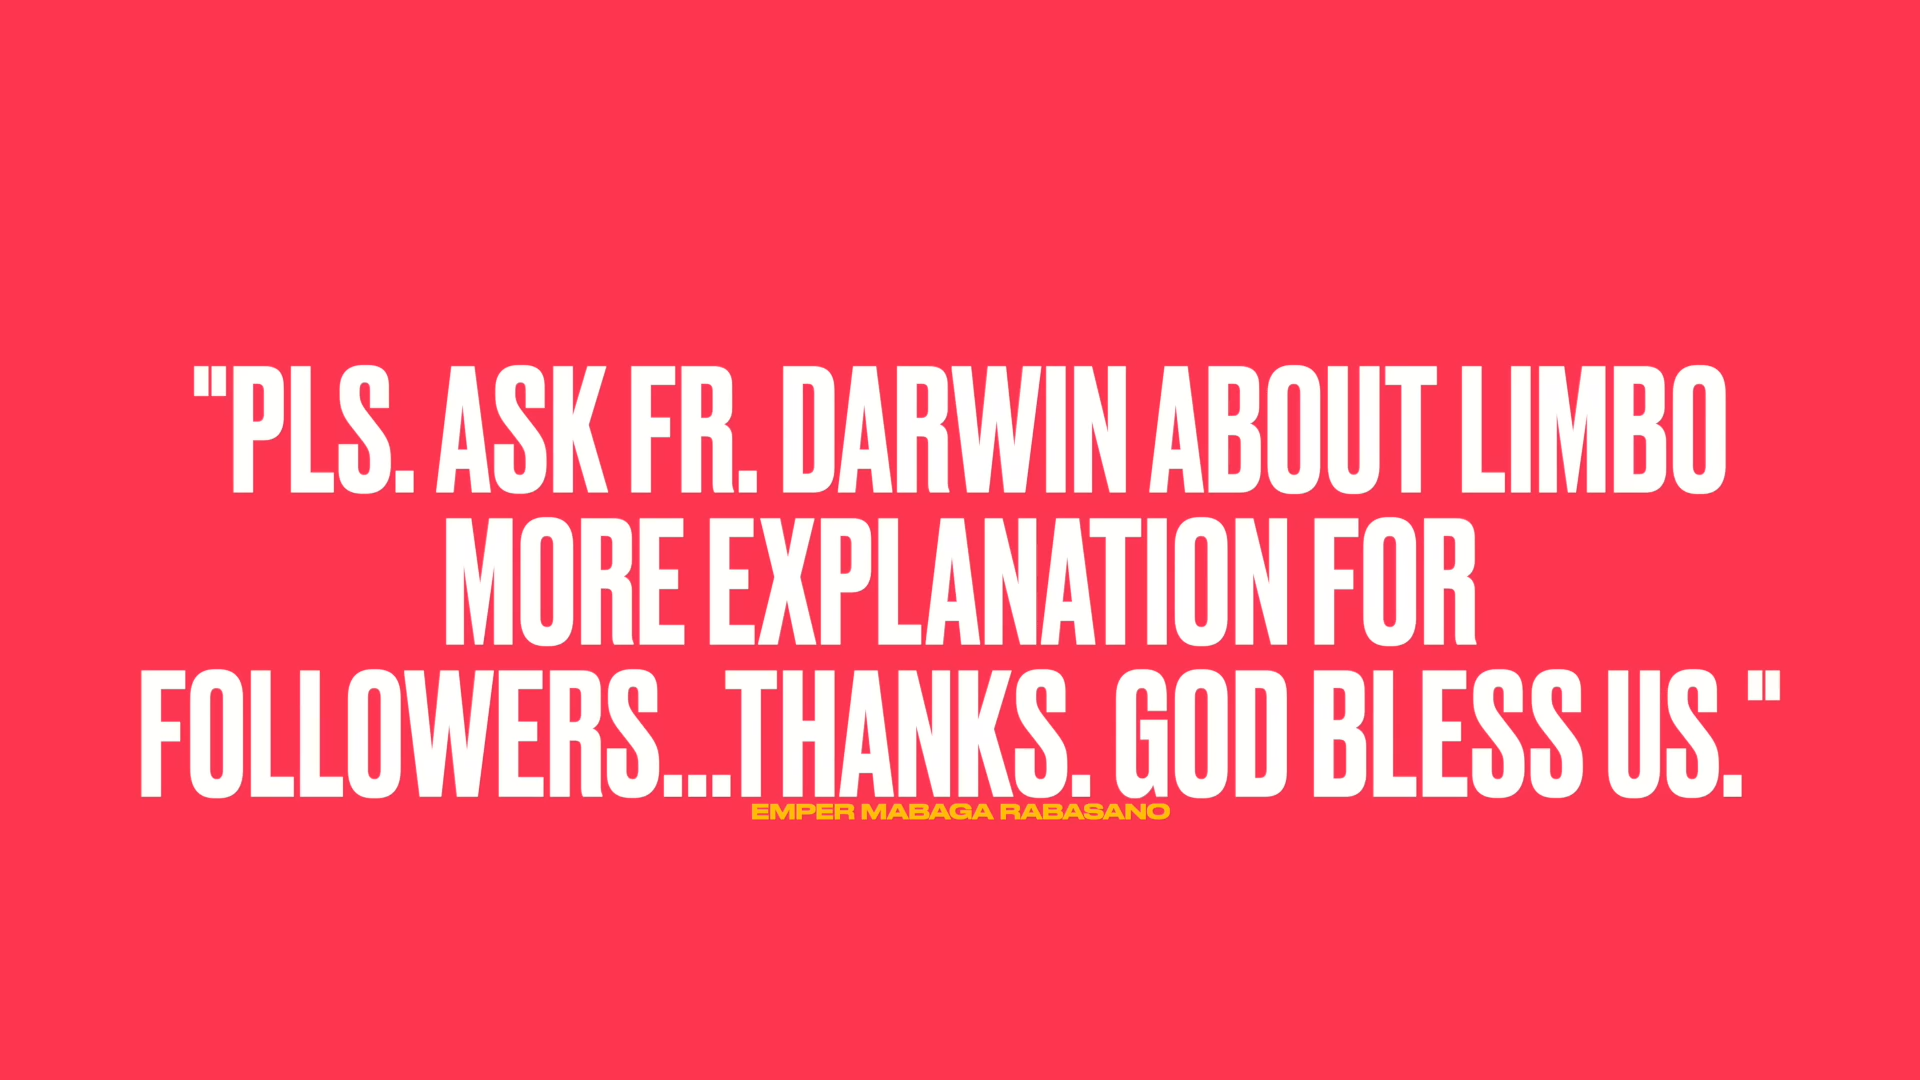 "PLS. ASK FR. DARWIN ABOUT LIMBO
MORE EXPLANATION FOR
FOLLOWERS...THANKS. GOD BLESS US."
EMPER MABAGA RABASANO